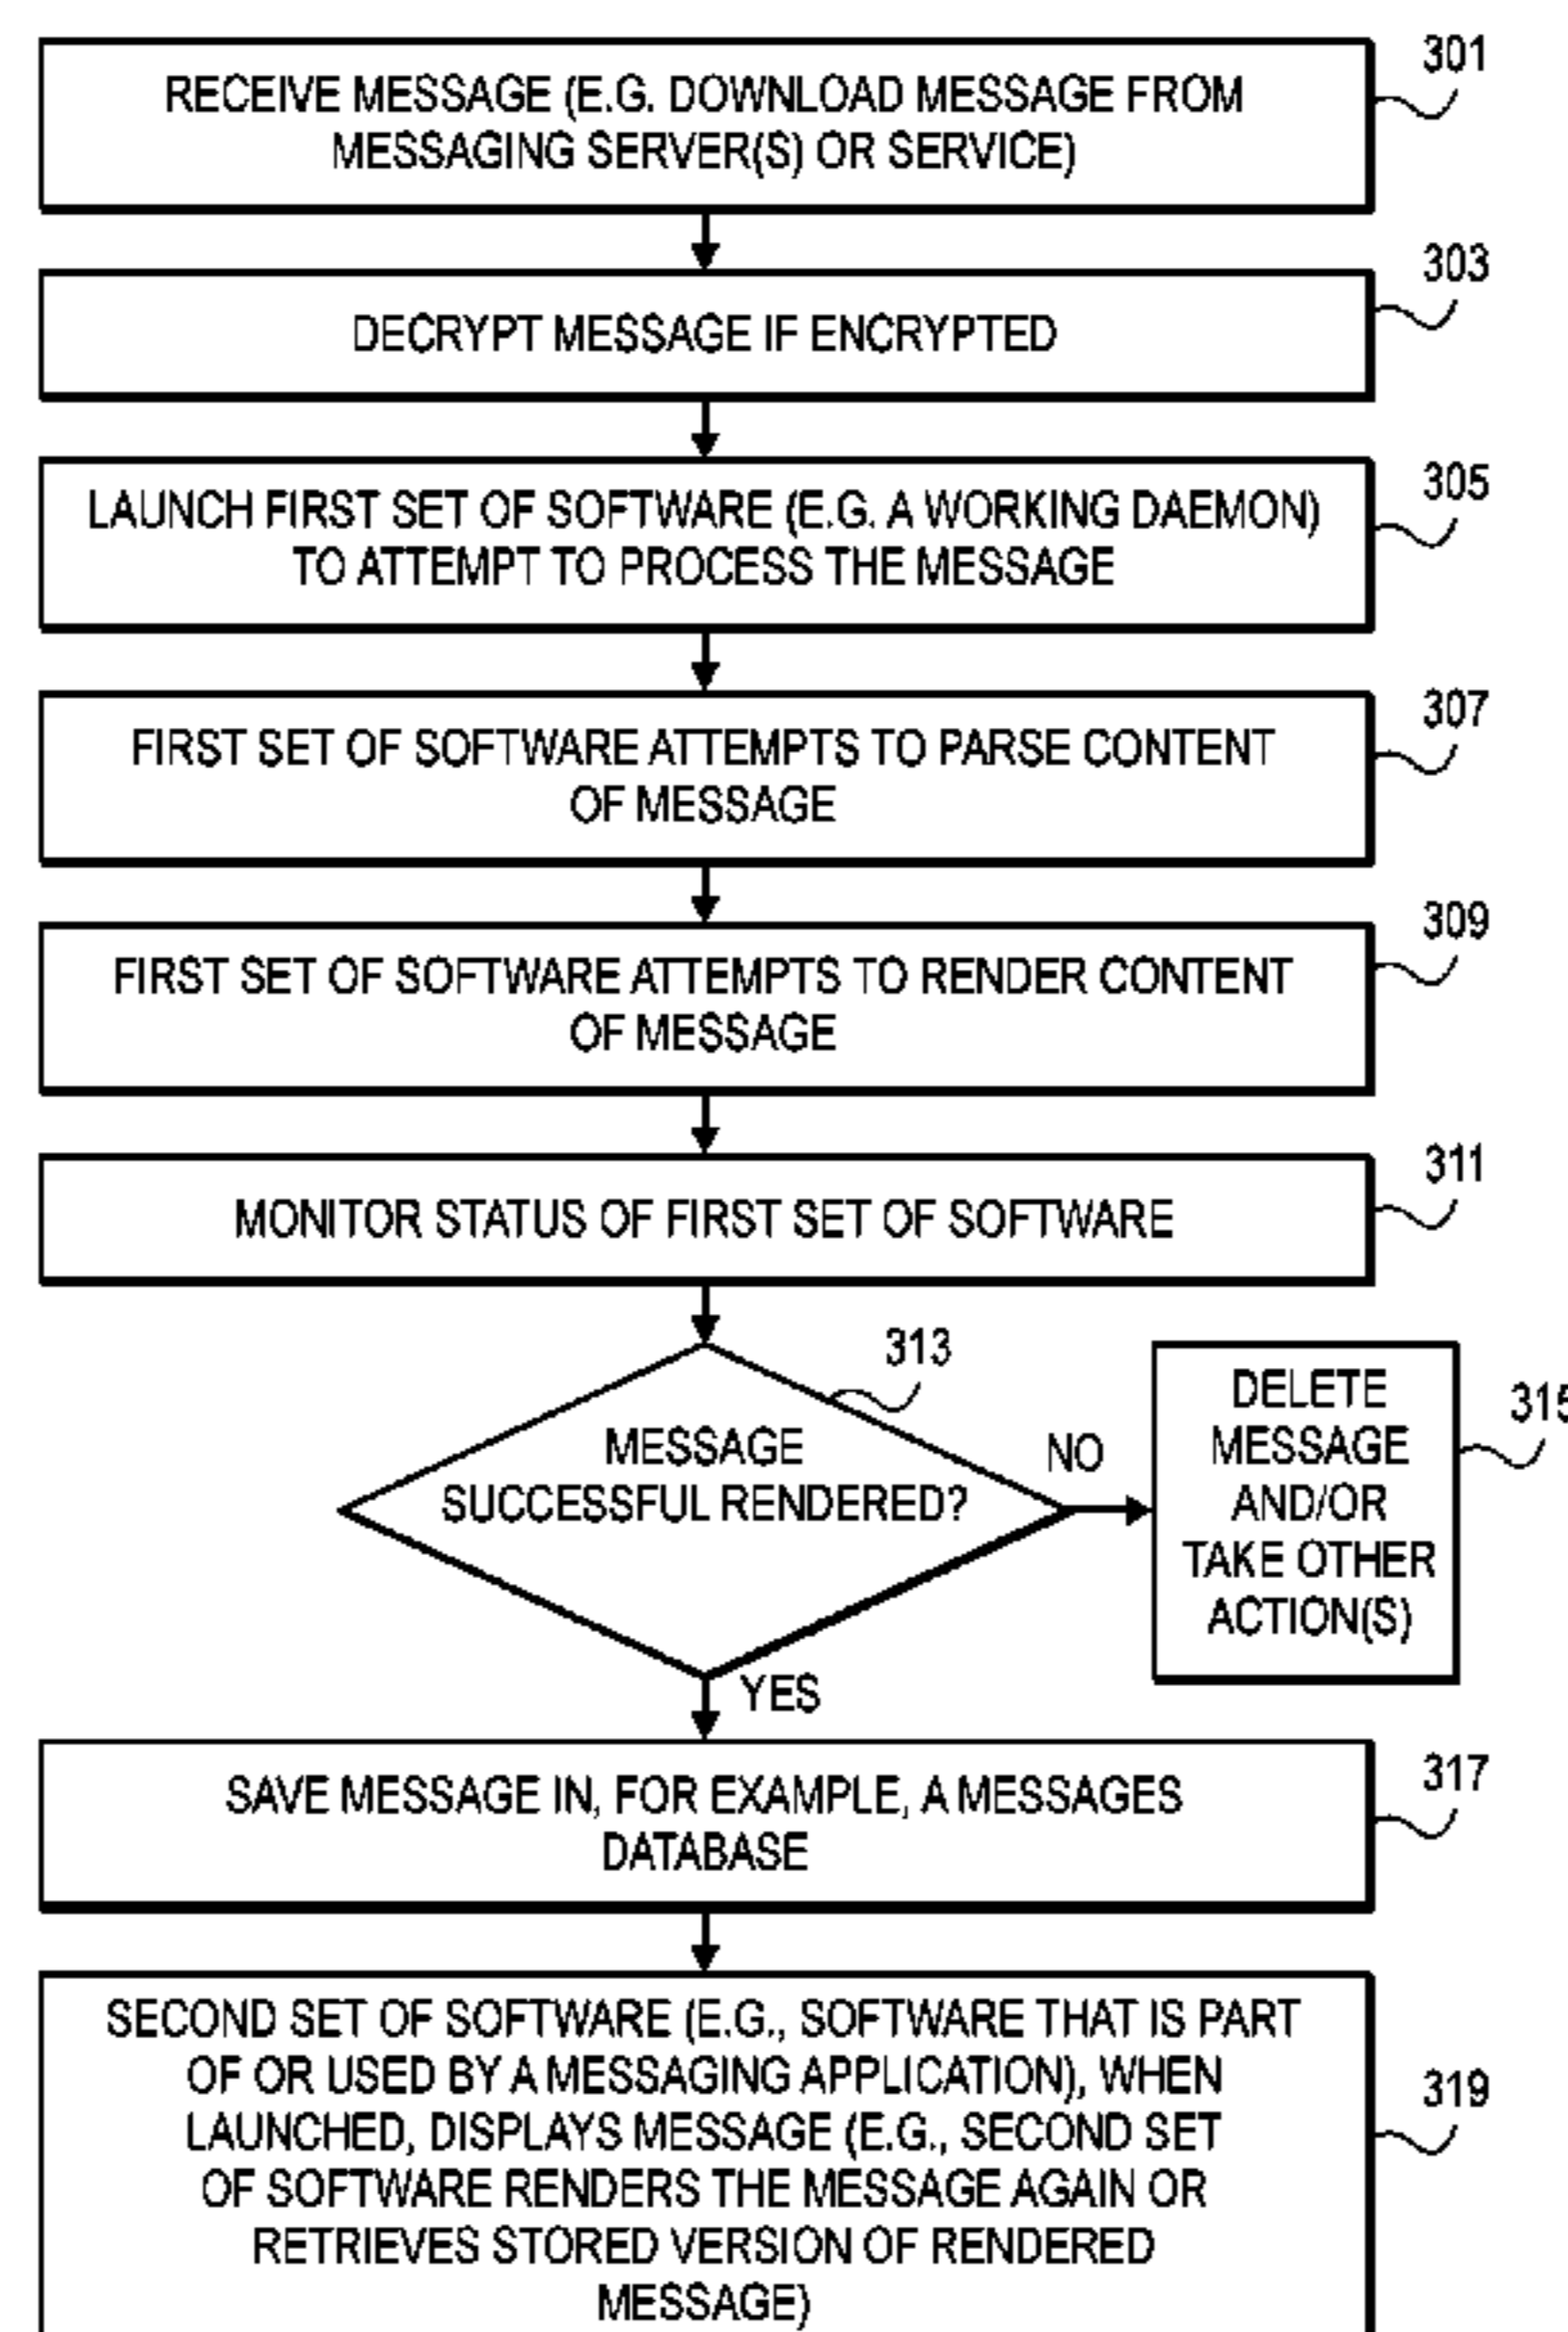 301
RECEIVE MESSAGE (E.G. DOWNLOAD MESSAGE FROM
MESSAGING SERVER(S) OR SERVICE)
303
DECRYPT MESSAGE IF ENCRYPTED
305
LAUNCH FIRST SET OF SOFTWARE (E.G. A WORKING DAEMON)
TO ATTEMPT TO PROCESS THE MESSAGE
307
FIRST SET OF SOFTWARE ATTEMPTS TO PARSE CONTENT
OF MESSAGE
309
FIRST SET OF SOFTWARE ATTEMPTS TO RENDER CONTENT
OF MESSAGE
311
MONITOR STATUS OF FIRST SET OF SOFTWARE
313
MESSAGE
SUCCESSFUL RENDERED?
NO
315
DELETE
MESSAGE
AND/OR
TAKE OTHER
ACTION(S)
YES
317
SAVE MESSAGE IN, FOR EXAMPLE, A MESSAGES
DATABASE
319
SECOND SET OF SOFTWARE (E.G., SOFTWARE THAT IS PART
OF OR USED BY A MESSAGING APPLICATION), WHEN
LAUNCHED, DISPLAYS MESSAGE (E.G., SECOND SET
OF SOFTWARE RENDERS THE MESSAGE AGAIN OR
RETRIEVES STORED VERSION OF RENDERED
MESSAGE)